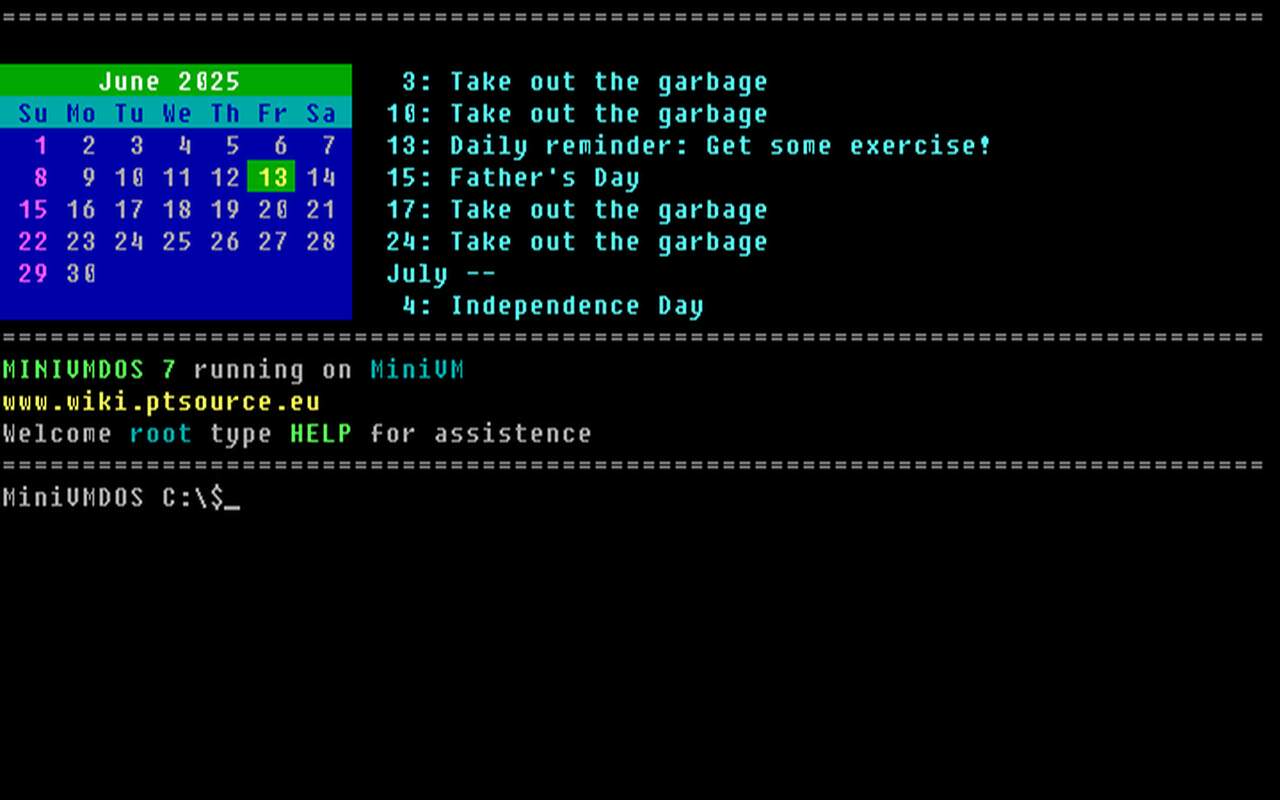 ===============================================================================
June 2025 3: Take out the garbage
Su Mo Tu We Th Fr Sa 10: Take out the garbage
1 2 3 4 5 6 7 13: Daily reminder: Get some exercise!
8 9 10 11 12 13 14 15: Father's Day
15 16 17 18 19 20 21 17: Take out the garbage
22 23 24 25 26 27 28 24: Take out the garbage
29 30 July --
4: Independence Day
===============================================================================
MINIVMDOS 7 running on MiniVM
www.wiki.ptsource.eu
Welcome root type HELP for assistence
===============================================================================
MiniVMDOS C:\$_